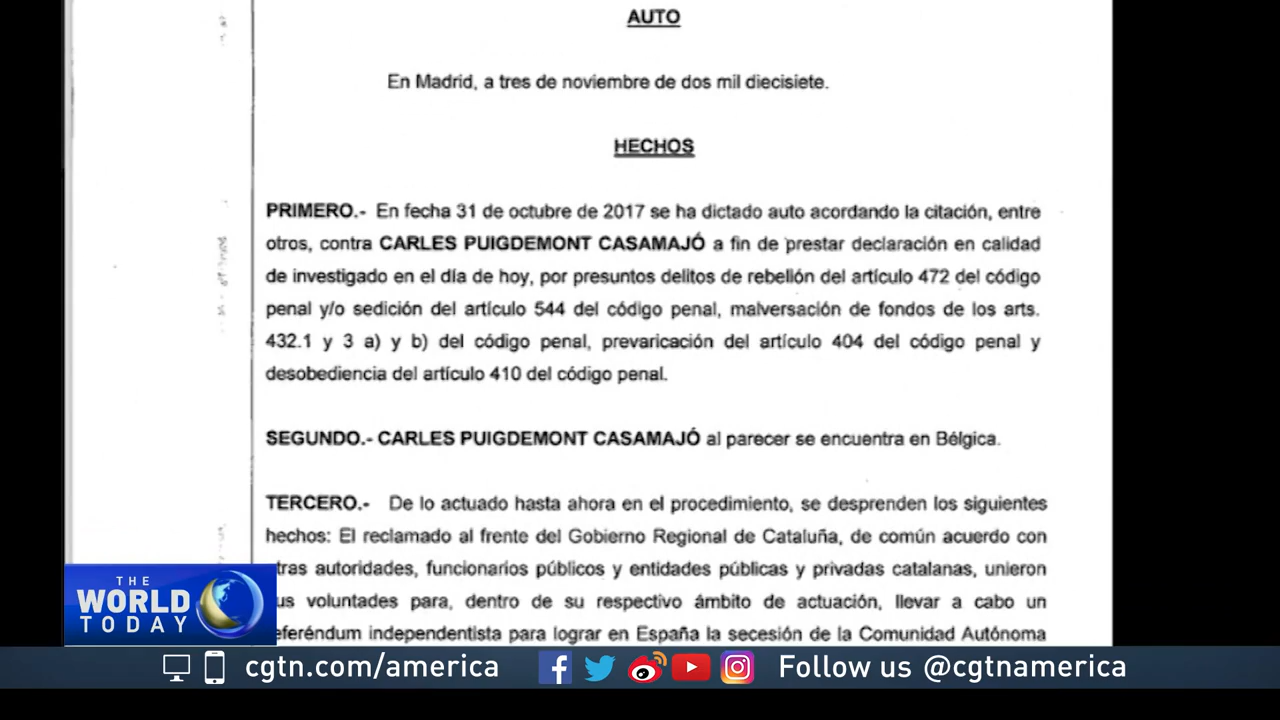 AUTO
En Madrid, a tres de noviembre de dos mil diecisiete.
HECHOS
PRIMERO.- En fecha 31 de octubre de 2017 se ha dictado auto acordando la citación, entre
otros, contra CARLES PUIGDEMONT CASAMAJÓ a fin de prestar declaración en calidad
de investigado en el día de hoy, por presuntos delitos de rebelión del artículo 472 del código
penal y/o sedición del artículo 544 del código penal, malversación de fondos de los arts.
432.1 y 3 a) y b) del código penal, prevaricación del artículo 404 del código penal y
desobediencia del artículo 410 del código penal.
SEGUNDO.- CARLES PUIGDEMONT CASAMAJÓ al parecer se encuentra en Bélgica.
TERCERO.- De lo actuado hasta ahora en el procedimiento, se desprenden los siguientes
hechos: El reclamado al frente del Gobierno Regional de Cataluña, de común acuerdo con
tras autoridades, funcionarios públicos y entidades públicas y privadas catalanas, unieron
us voluntades para, dentro de su respectivo ámbito de actuación, llevar a cabo un
eferéndum independentista para lograr en España la secesión de la Comunidad Autónoma
THE
WORLD
TODAY
cgtn.com/america
Follow us @cgtnamerica